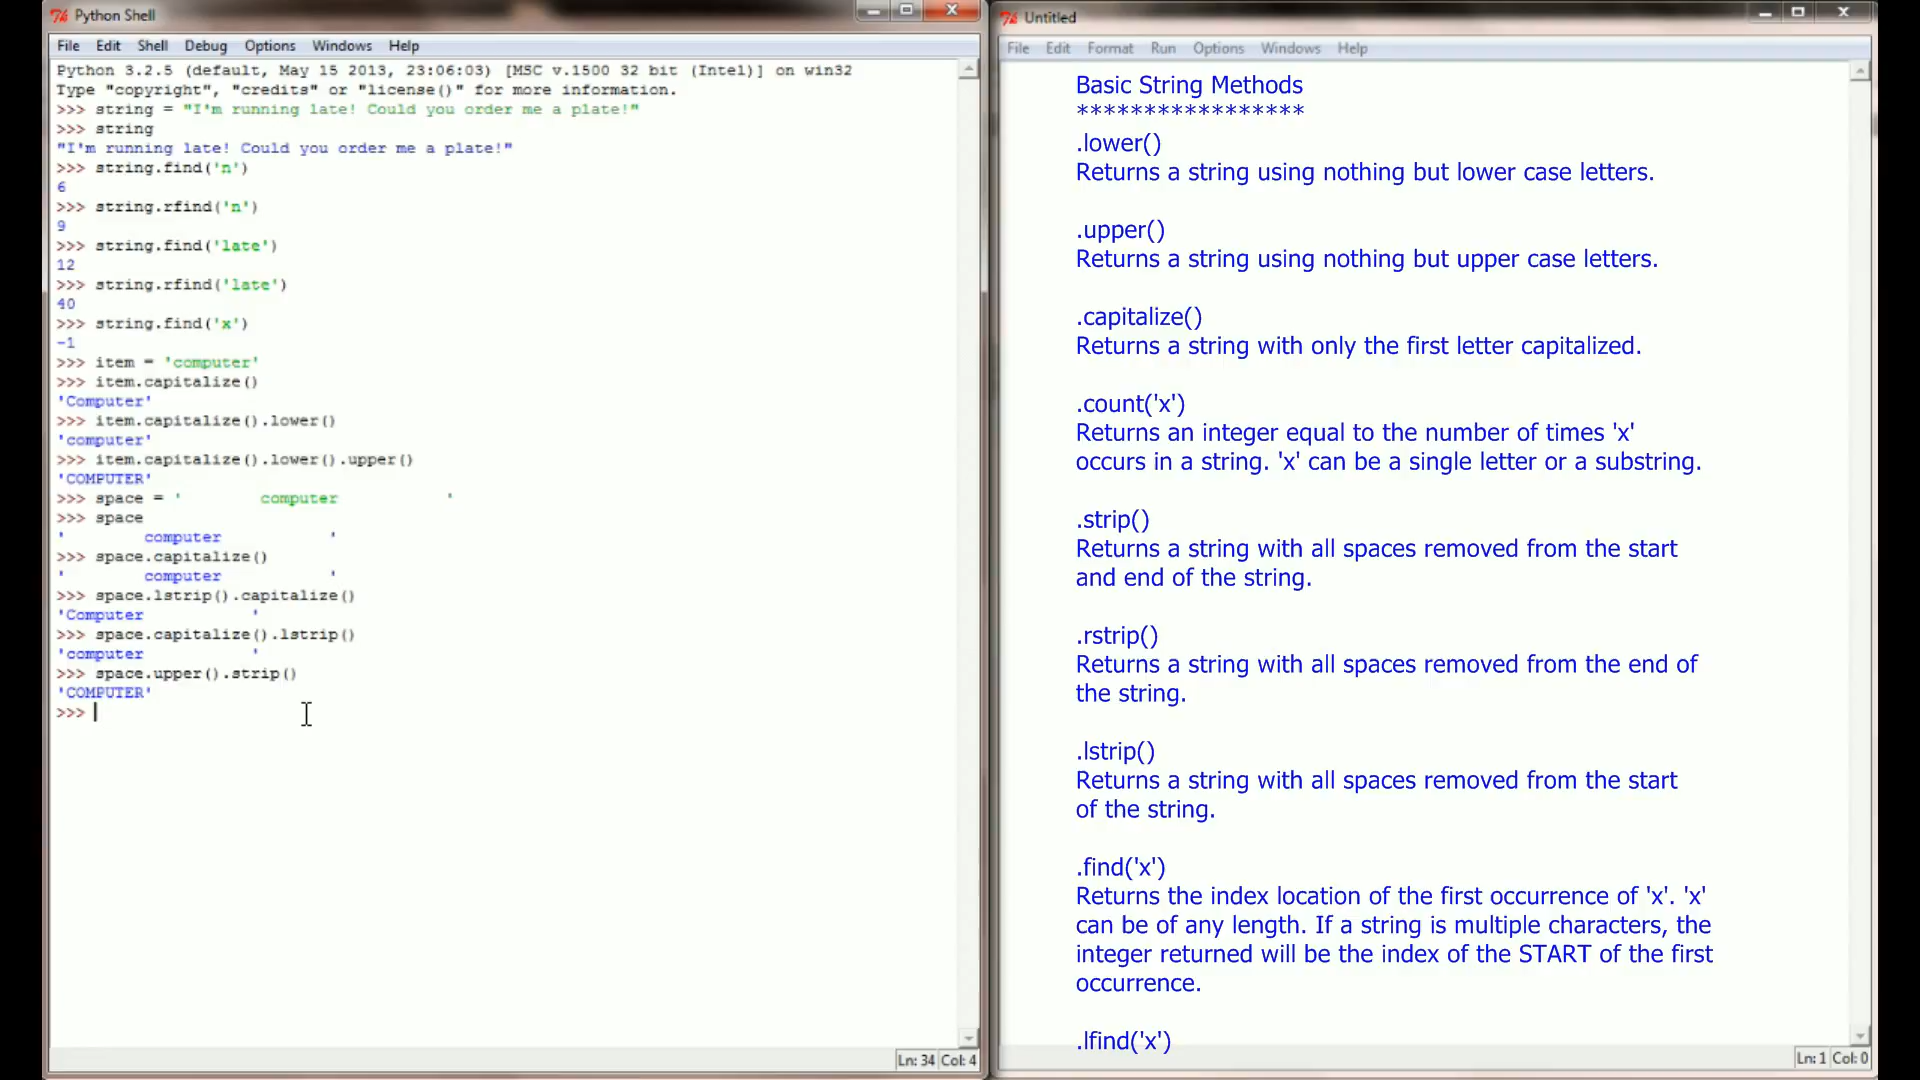 Python Shell
File Edit Shell Debug Options Windows Help
Python 3.2.5 (default, May 15 2013, 23:06:03) [MSC v.1500 32 bit (Intel)] on win32
Type "copyright", "credits" or "license()" for more information.
>>> string = "I'm running late! Could you order me a plate!"
>>> string
"I'm running late! Could you order me a plate!"
>>> string.find('n')
6
>>> string.rfind('n')
9
>>> string.find('late')
12
>>> string.rfind('late')
40
>>> string.find('x')
-1
>>> item = 'computer'
>>> item.capitalize()
'Computer'
>>> item.capitalize().lower()
'computer'
>>> item.capitalize().lower().upper()
'COMPUTER'
>>> space = '        computer           '
>>> space
'        computer           '
>>> space.capitalize()
'        computer           '
>>> space.lstrip().capitalize()
'Computer           '
>>> space.capitalize().lstrip()
'computer           '
>>> space.upper().strip()
'COMPUTER'
>>>
Ln: 34 Col: 4
Untitled
File Edit Format Run Options Windows Help
Basic String Methods
*****************
.lower()
Returns a string using nothing but lower case letters.
.upper()
Returns a string using nothing but upper case letters.
.capitalize()
Returns a string with only the first letter capitalized.
.count('x')
Returns an integer equal to the number of times 'x'
occurs in a string. 'x' can be a single letter or a substring.
.strip()
Returns a string with all spaces removed from the start
and end of the string.
.rstrip()
Returns a string with all spaces removed from the end of
the string.
.lstrip()
Returns a string with all spaces removed from the start
of the string.
.find('x')
Returns the index location of the first occurrence of 'x'. 'x'
can be of any length. If a string is multiple characters, the
integer returned will be the index of the START of the first
occurrence.
.lfind('x')
Ln: 1 Col: 0